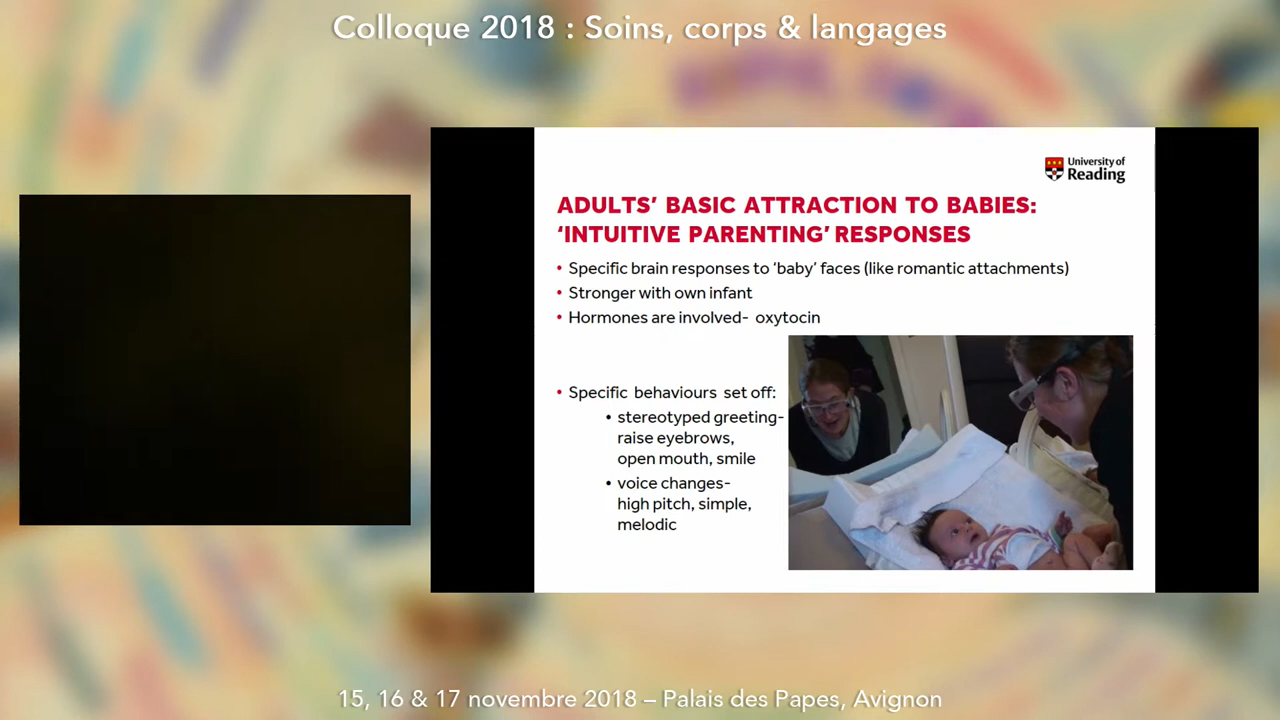 Colloque 2018 : Soins, corps & langages
University of
Reading
ADULTS’ BASIC ATTRACTION TO BABIES:
‘INTUITIVE PARENTING’ RESPONSES
• Specific brain responses to ‘baby’ faces (like romantic attachments)
• Stronger with own infant
• Hormones are involved- oxytocin
• Specific behaviours set off:
• stereotyped greeting-
raise eyebrows,
open mouth, smile
• voice changes-
high pitch, simple,
melodic
15, 16 & 17 novembre 2018 – Palais des Papes, Avignon